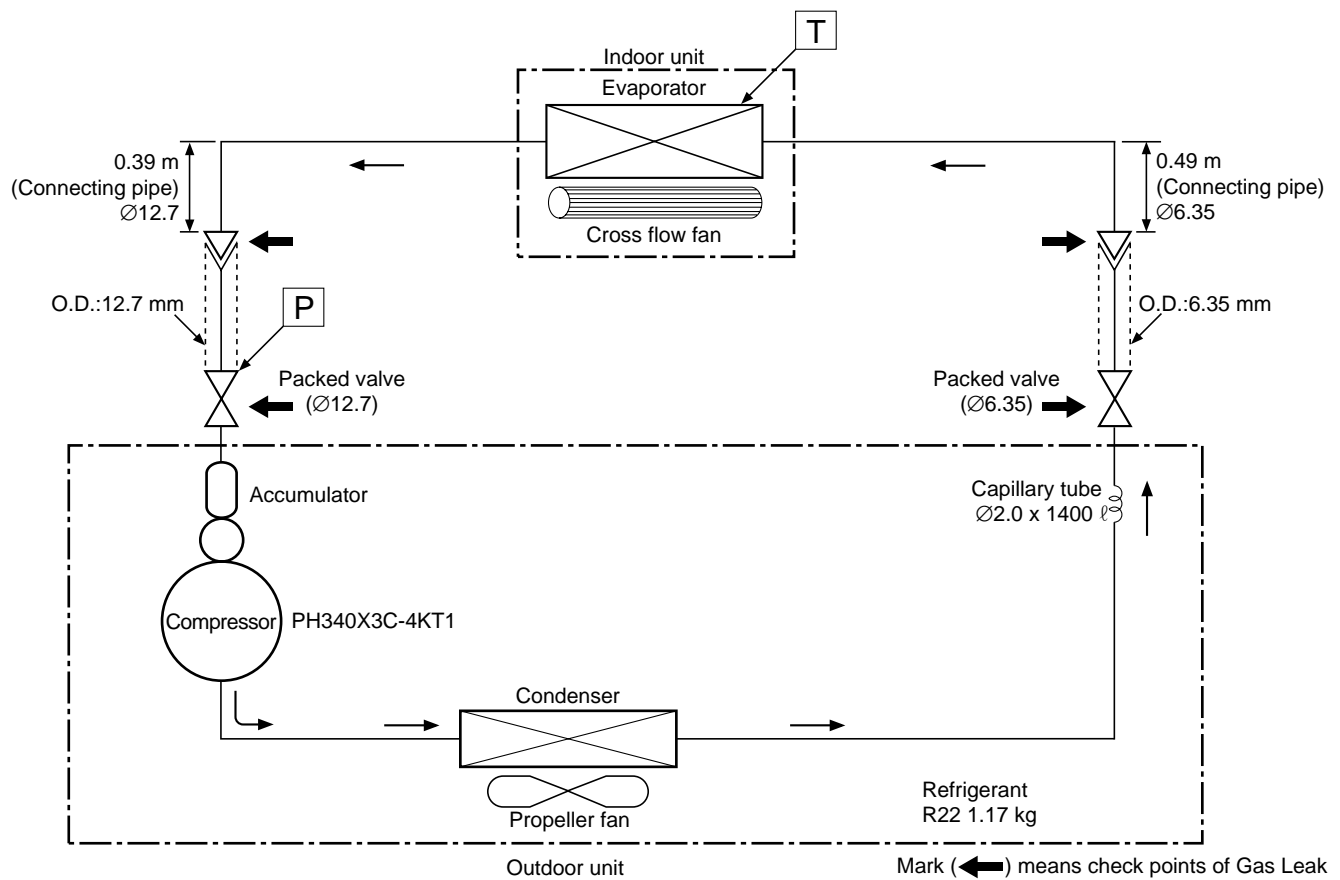 T
Indoor unit
Evaporator
0.39 m
(Connecting pipe)
∅12.7
0.49 m
(Connecting pipe)
∅6.35
Cross flow fan
O.D.:12.7 mm
P
O.D.:6.35 mm
Packed valve
(∅12.7)
Packed valve
(∅6.35)
Accumulator
Capillary tube
∅2.0 x 1400 ℓ
Compressor
PH340X3C-4KT1
Condenser
Propeller fan
Refrigerant
R22 1.17 kg
Outdoor unit
Mark (⬅) means check points of Gas Leak